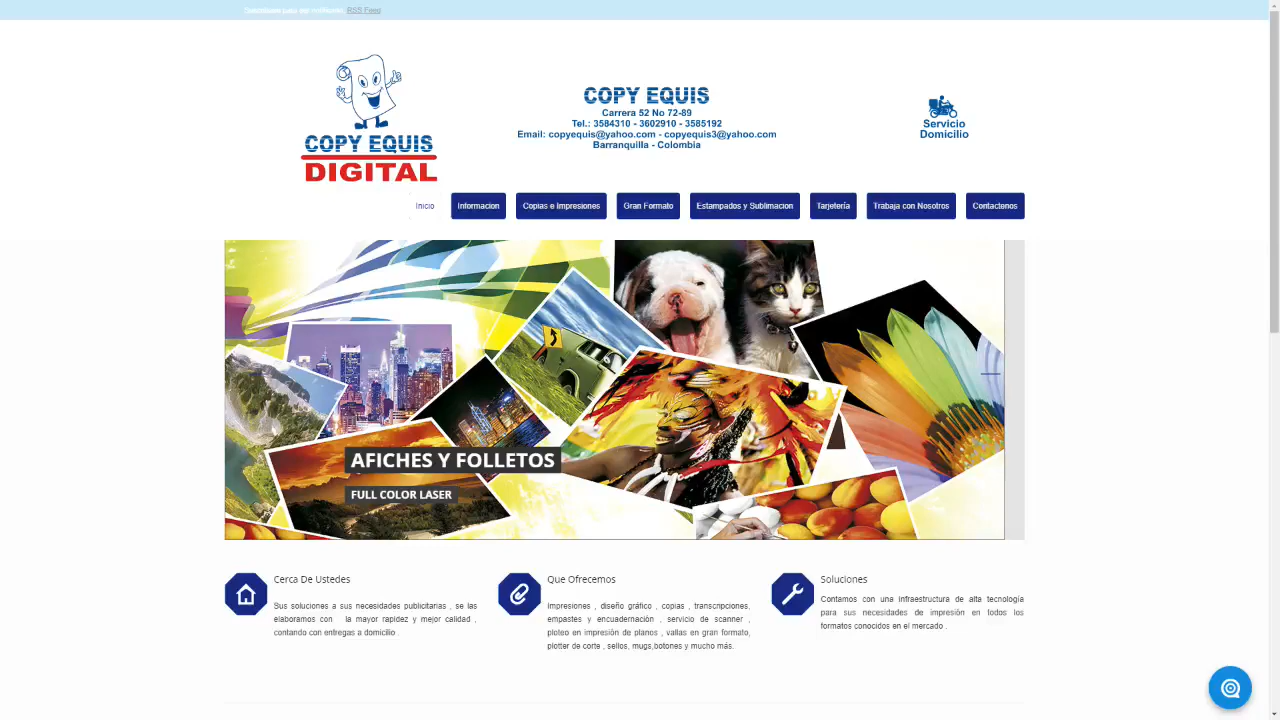 RSS Feed
COPY EQUIS
DIGITAL
COPY EQUIS
Carrera 52 No 72-89
Tel.: 3584310 - 3602910 - 3585192
Email: copyequis@yahoo.com - copyequis3@yahoo.com
Barranquilla - Colombia
Servicio
Domicilio
Inicio
Informacion
Copias e Impresiones
Gran Formato
Estampados y Sublimacion
Tarjetería
Trabaja con Nosotros
Contactenos
AFICHES Y FOLLETOS
FULL COLOR LASER
Cerca De Ustedes
Sus soluciones a sus necesidades publicitarias , se las
elaboramos con la mayor rapidez y mejor calidad ,
contando con entregas a domicilio .
Que Ofrecemos
Impresiones , diseño gráfico , copias , transcripciones,
empastes y encuadernación , servicio de scanner ,
ploteo en impresión de planos , vallas en gran formato,
plotter de corte , sellos, mugs,botones y mucho más.
Soluciones
Contamos con una infraestructura de alta tecnología
para sus necesidades de impresión en todos los
formatos conocidos en el mercado .